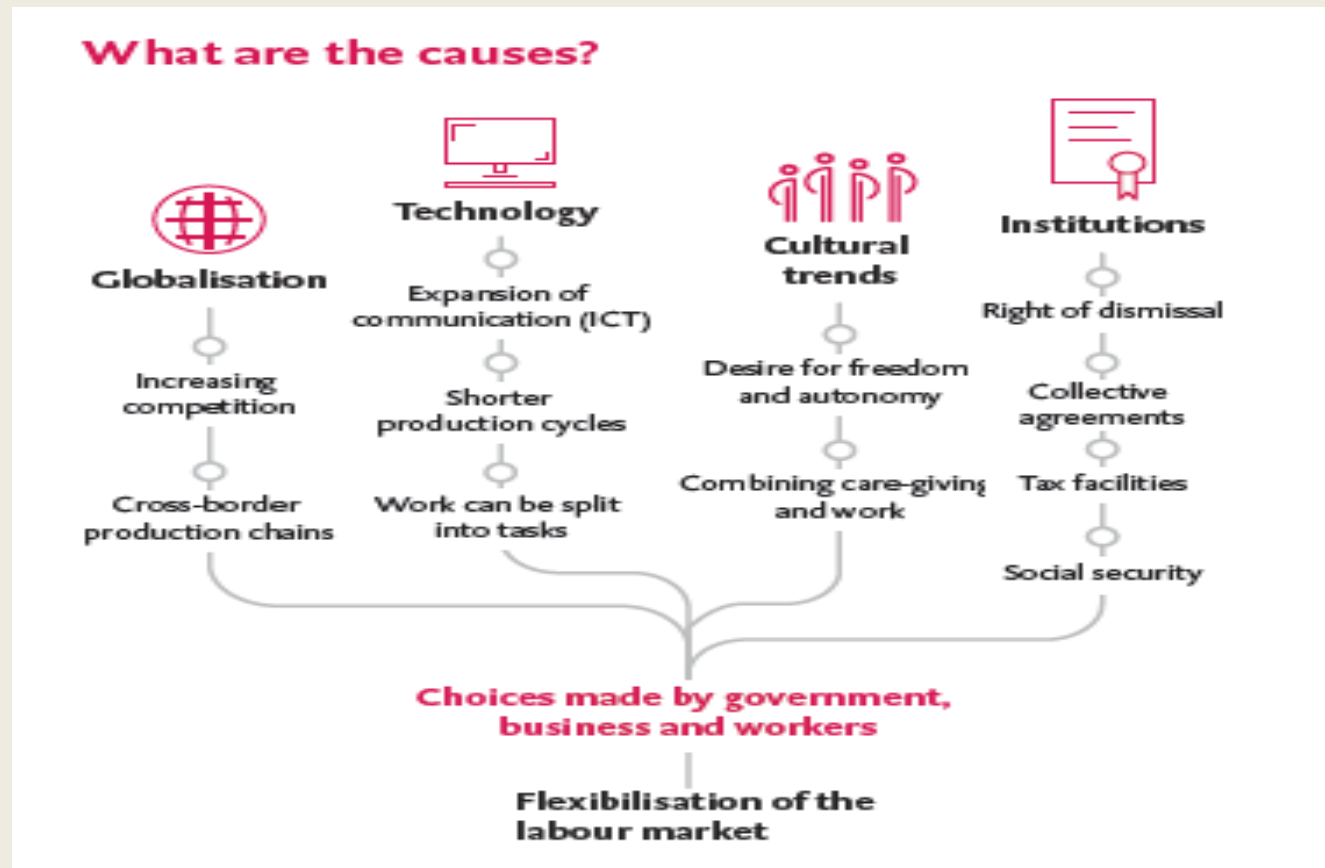 What are the causes?
Globalisation
Increasing
competition
Cross-border
production chains
Technology
Expansion of
communication (ICT)
Shorter
production cycles
Work can be split
into tasks
Cultural
trends
Desire for freedom
and autonomy
Combining care-giving
and work
Institutions
Right of dismissal
Collective
agreements
Tax facilities
Social security
Choices made by government,
business and workers
Flexibilisation of the
labour market